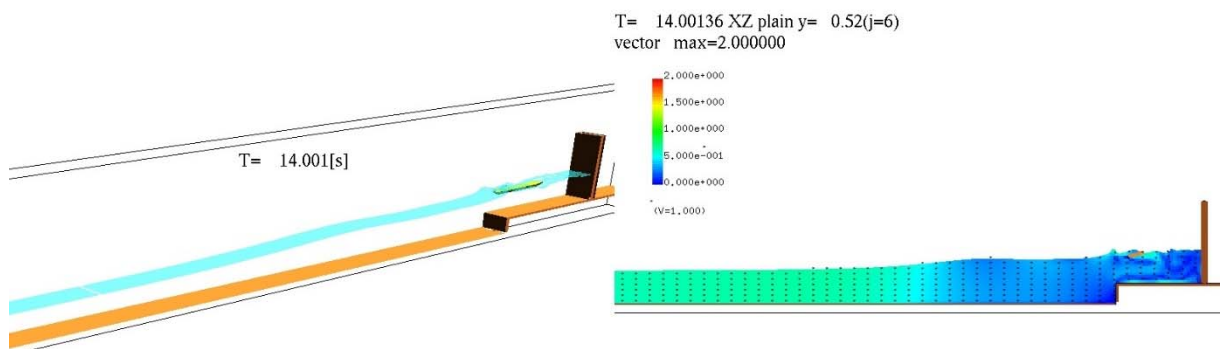 T= 14.001[s]
T= 14.00136 XZ plain y= 0.52(j=6)
vector max=2.000000
2.000e+000
1.500e+000
1.000e+000
5.000e-001
0.000e+000
(V=1.000)